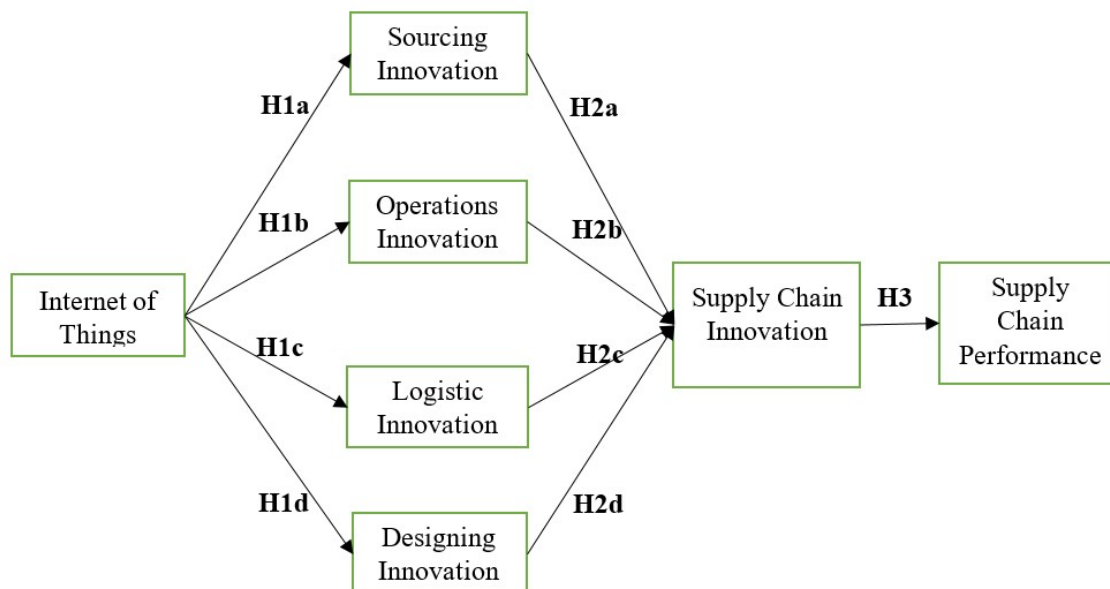 Sourcing
Innovation
H1a
H2a
Operations
Innovation
H1b
H2b
Internet of
Things
Supply Chain
Innovation
H3
Supply
Chain
Performance
H1c
H2c
Logistic
Innovation
H1d
H2d
Designing
Innovation